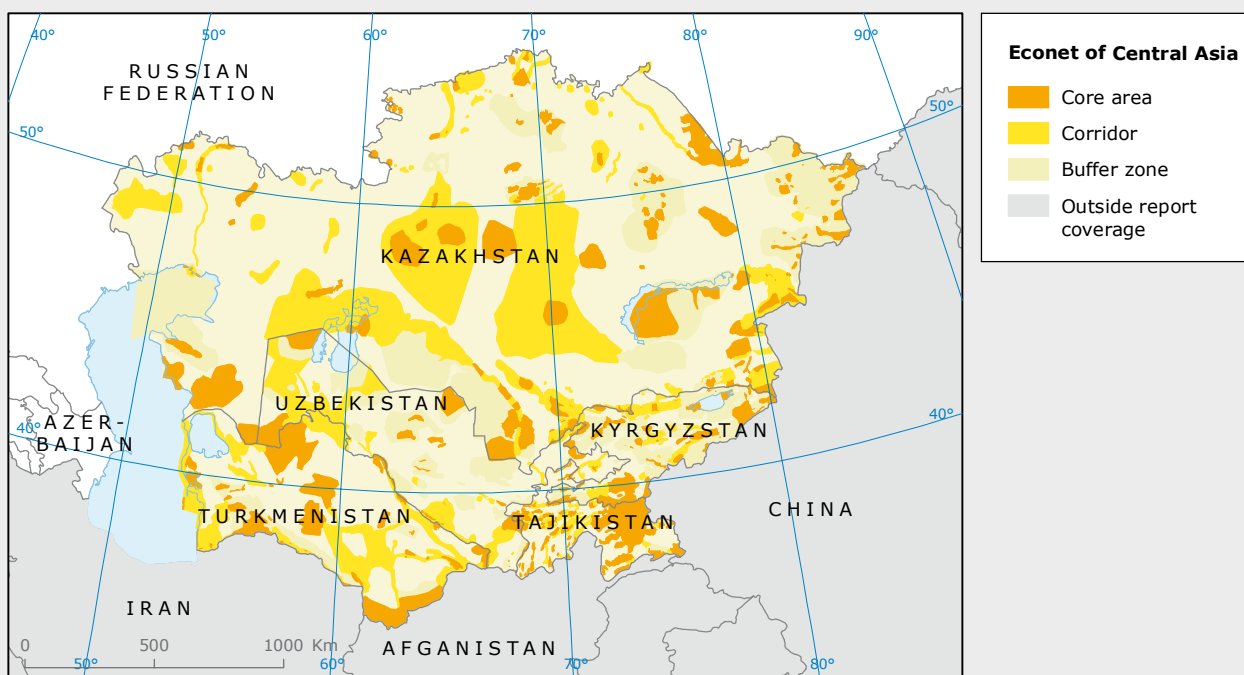 40°
50°
60°
70°
80°
90°
RUSSIAN
FEDERATION
50°
50°
KAZAKHSTAN
UZBEKISTAN
40°
AZER-
BAIJAN
KYRGYZSTAN
40°
TURKMENISTAN
TAJIKISTAN
CHINA
IRAN
AFGANISTAN
0 500 1000 Km
50°
60°
70°
80°
Econet of Central Asia
Core area
Corridor
Buffer zone
Outside report
coverage